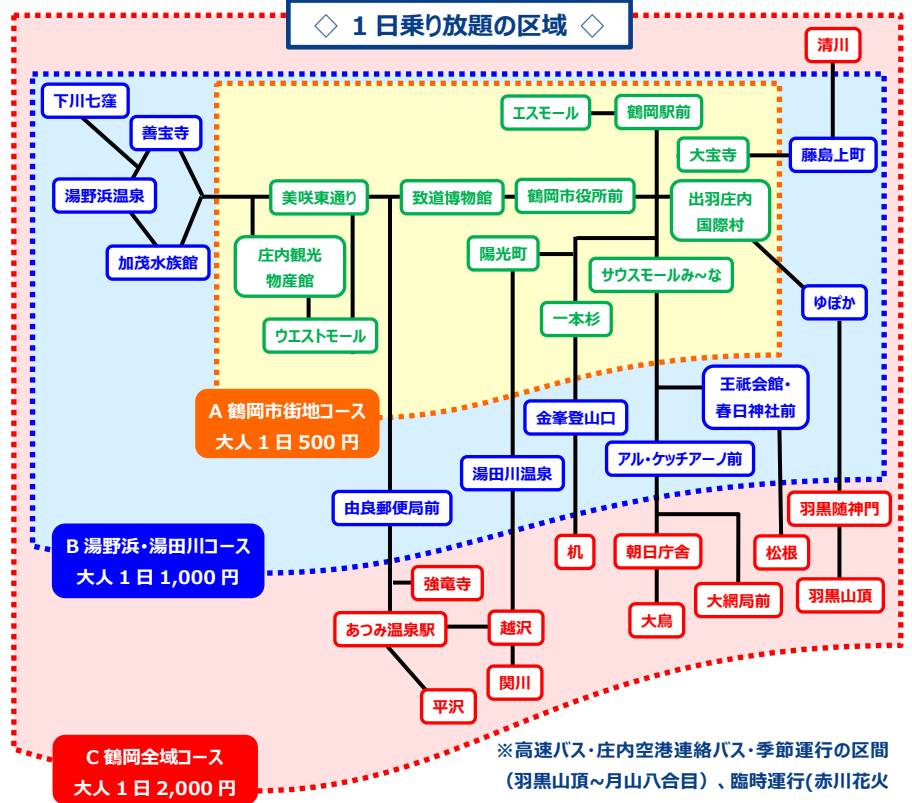 ◇ 1日乗り放題の区域 ◇
清川
下川七窪
エスモール
鶴岡駅前
善宝寺
大宝寺
藤島上町
湯野浜温泉
美咲東通り
致道博物館
鶴岡市役所前
出羽庄内
国際村
加茂水族館
庄内観光
物産館
陽光町
サウスモールみ~な
ゆぽか
一本杉
ウエストモール
王祇会館・
春日神社前
A 鶴岡市街地コース
大人1日 500 円
金峯登山口
アル・ケッチアーノ前
湯田川温泉
由良郵便局前
羽黒随神門
B 湯野浜・湯田川コース
大人1日 1,000 円
机
朝日庁舎
松根
強竜寺
大網局前
羽黒山頂
あつみ温泉駅
越沢
大鳥
関川
平沢
C 鶴岡全域コース
大人1日 2,000 円
※高速バス・庄内空港連絡バス・季節運行の区間
(羽黒山頂~月山八合目) 、臨時運行(赤川花火